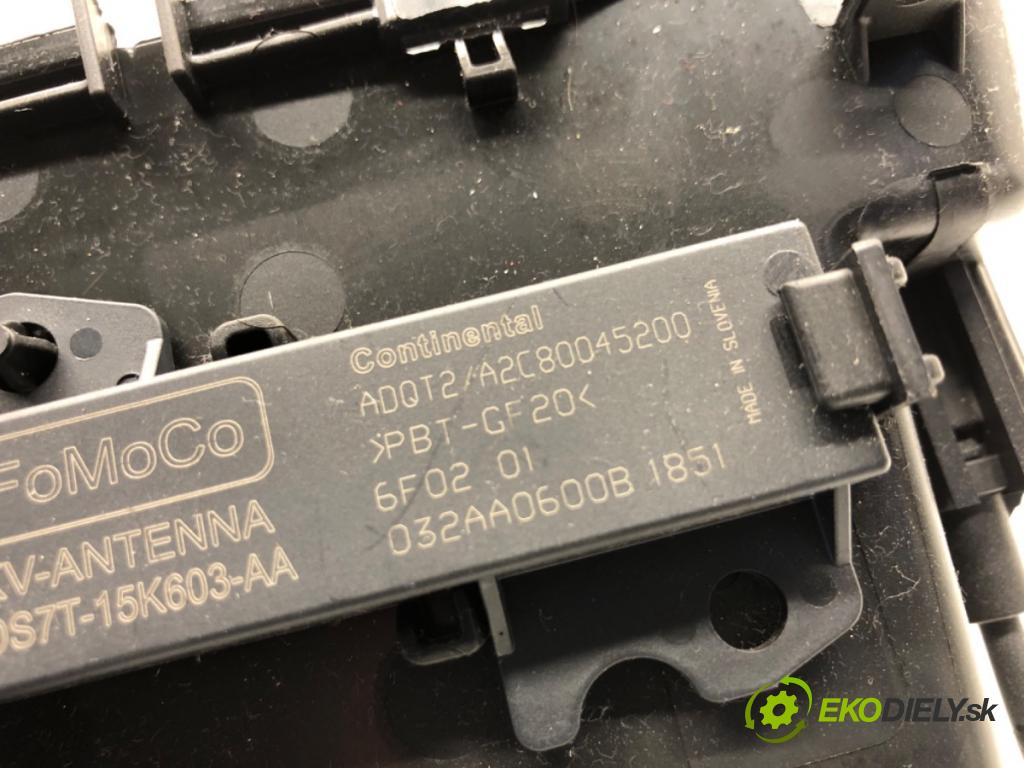 FoMoCo
KV-ANTENNA
DS7T-15K603-AA
Continental
ADQT2/A2C80045200
>PBT-GF20<
6F02 01
032AA0600B 1851
MADE IN SLOVENIA
EKODIELY.sk